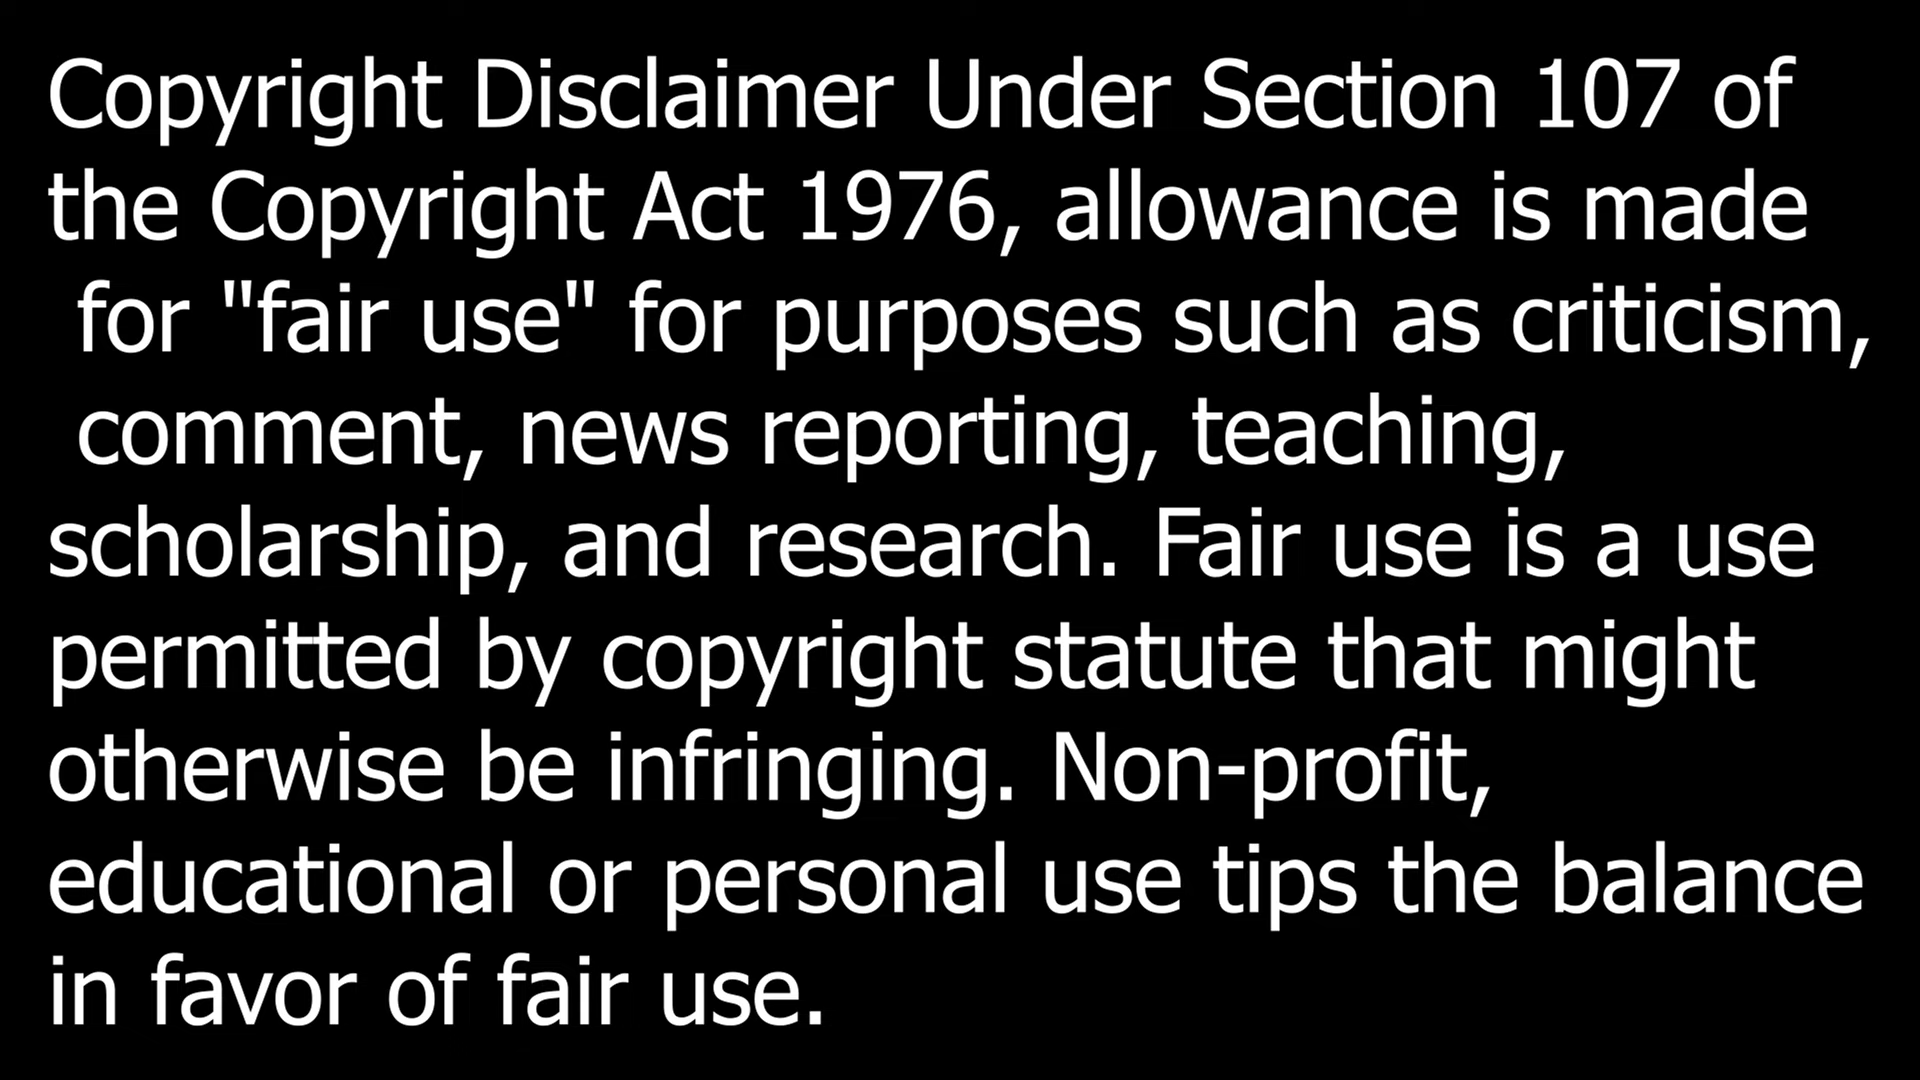 Copyright Disclaimer Under Section 107 of
the Copyright Act 1976, allowance is made
for "fair use" for purposes such as criticism,
comment, news reporting, teaching,
scholarship, and research. Fair use is a use
permitted by copyright statute that might
otherwise be infringing. Non-profit,
educational or personal use tips the balance
in favor of fair use.